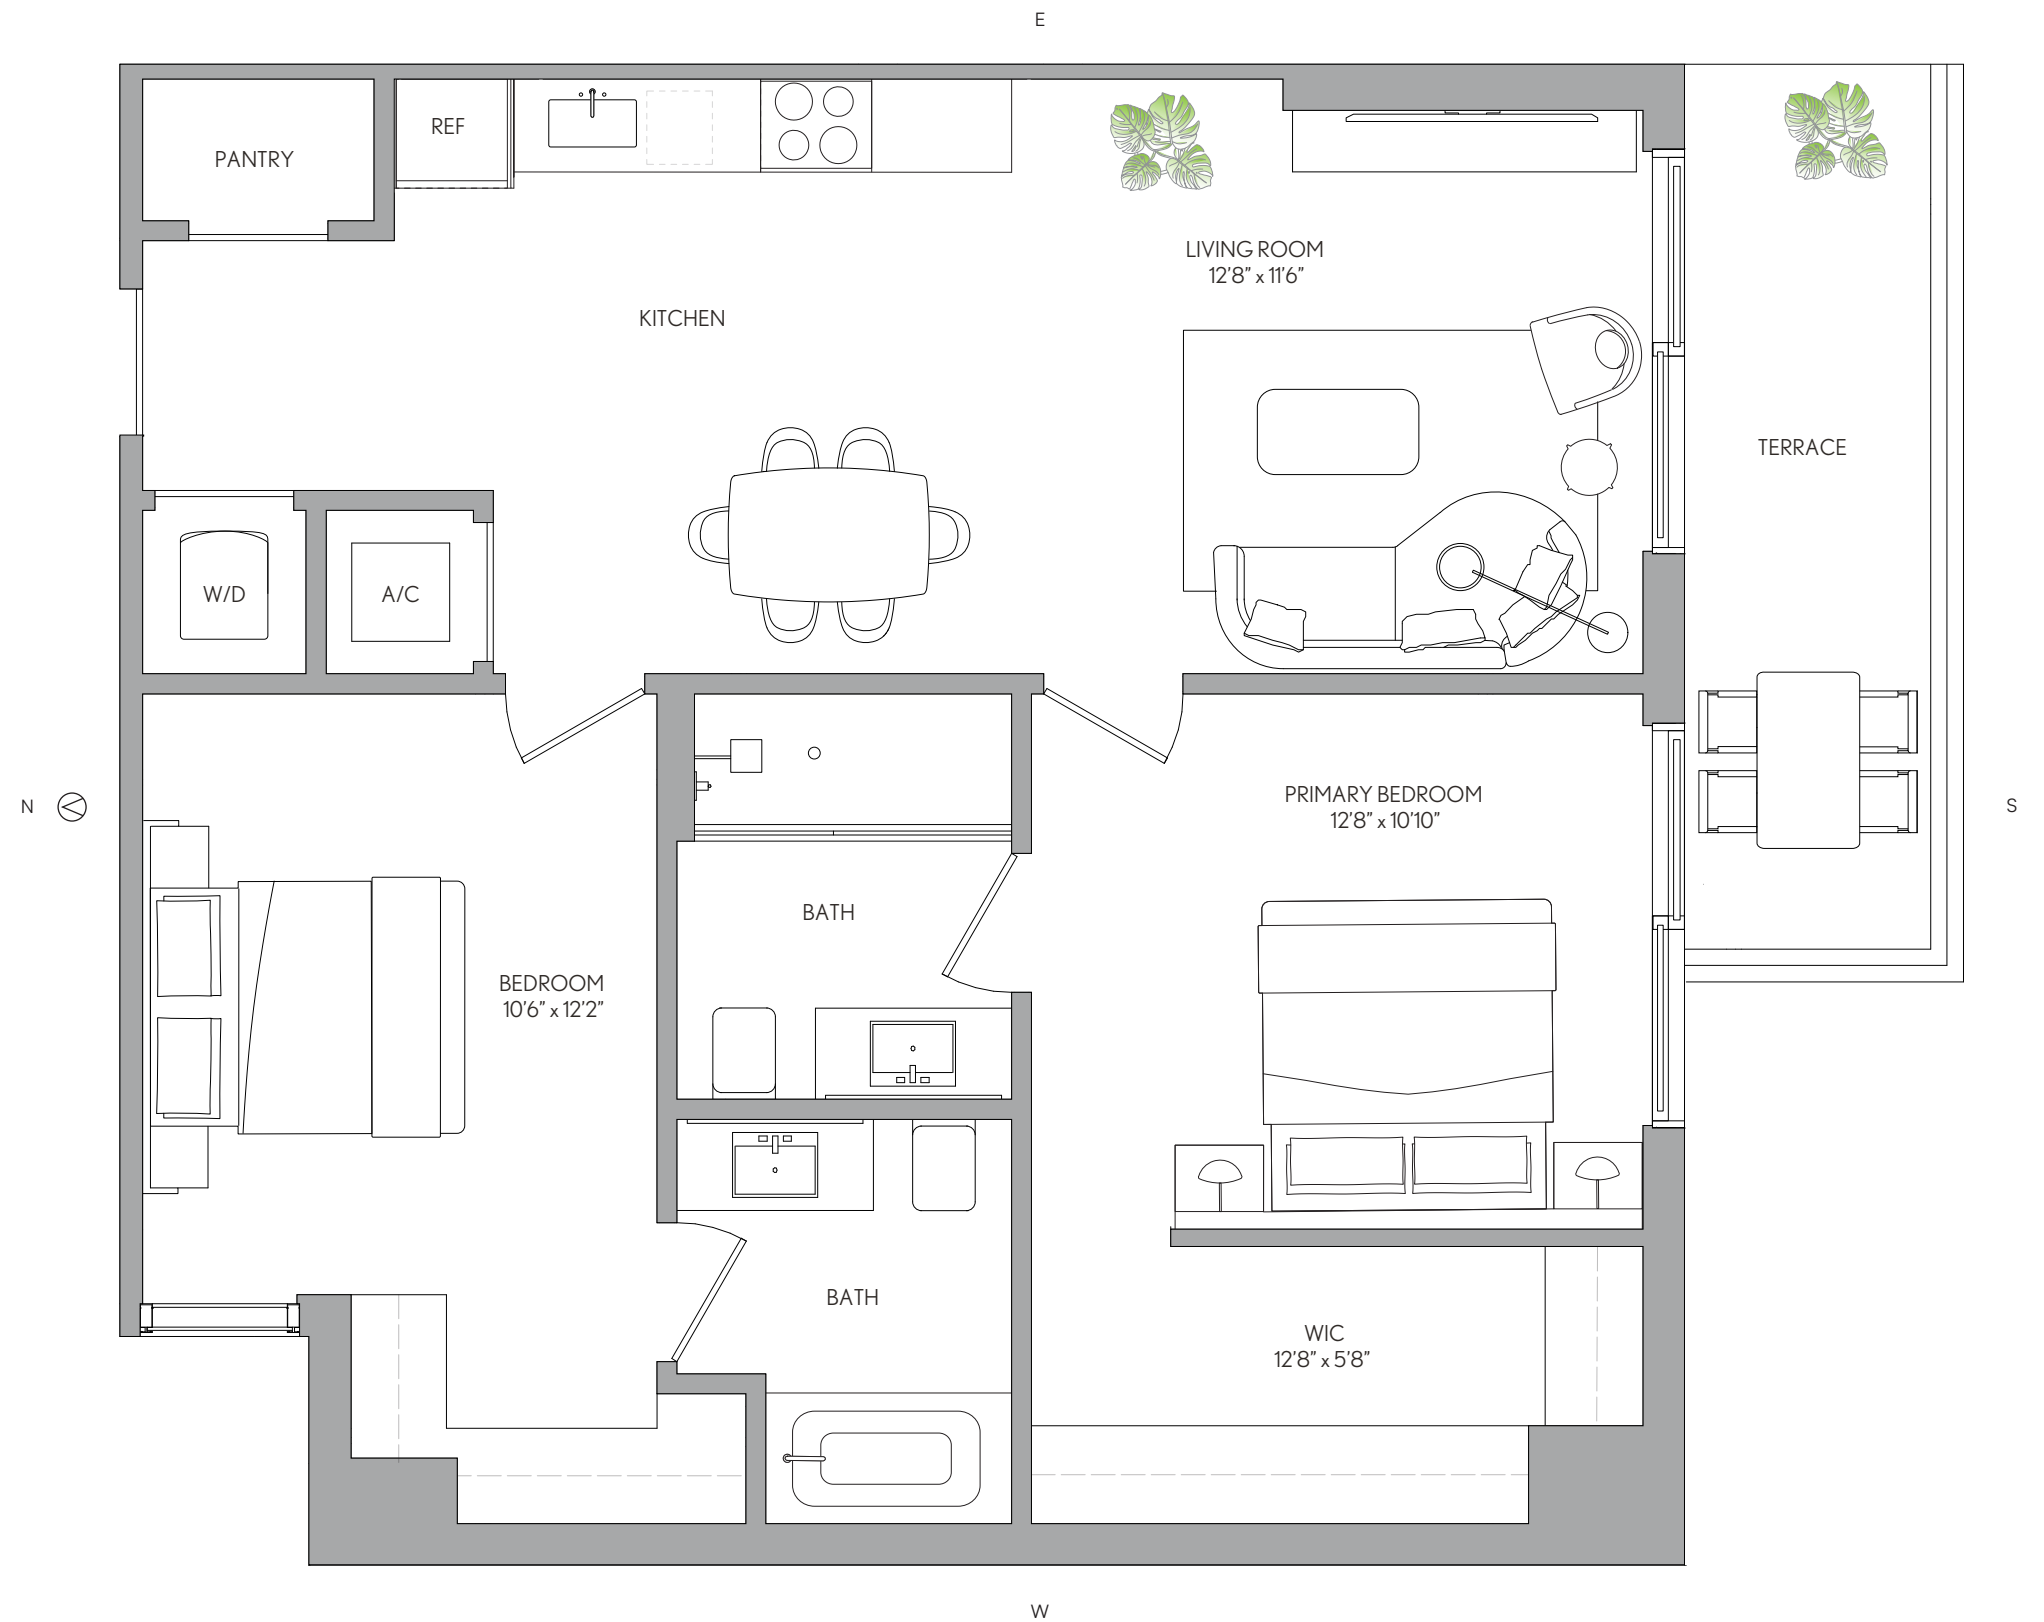 E
PANTRY
REF
LIVING ROOM
12'8" x 11'6"
KITCHEN
TERRACE
W/D
A/C
N
S
PRIMARY BEDROOM
12'8" x 10'10"
BATH
BEDROOM
10'6" x 12'2"
BATH
WIC
12'8" x 5'8"
W